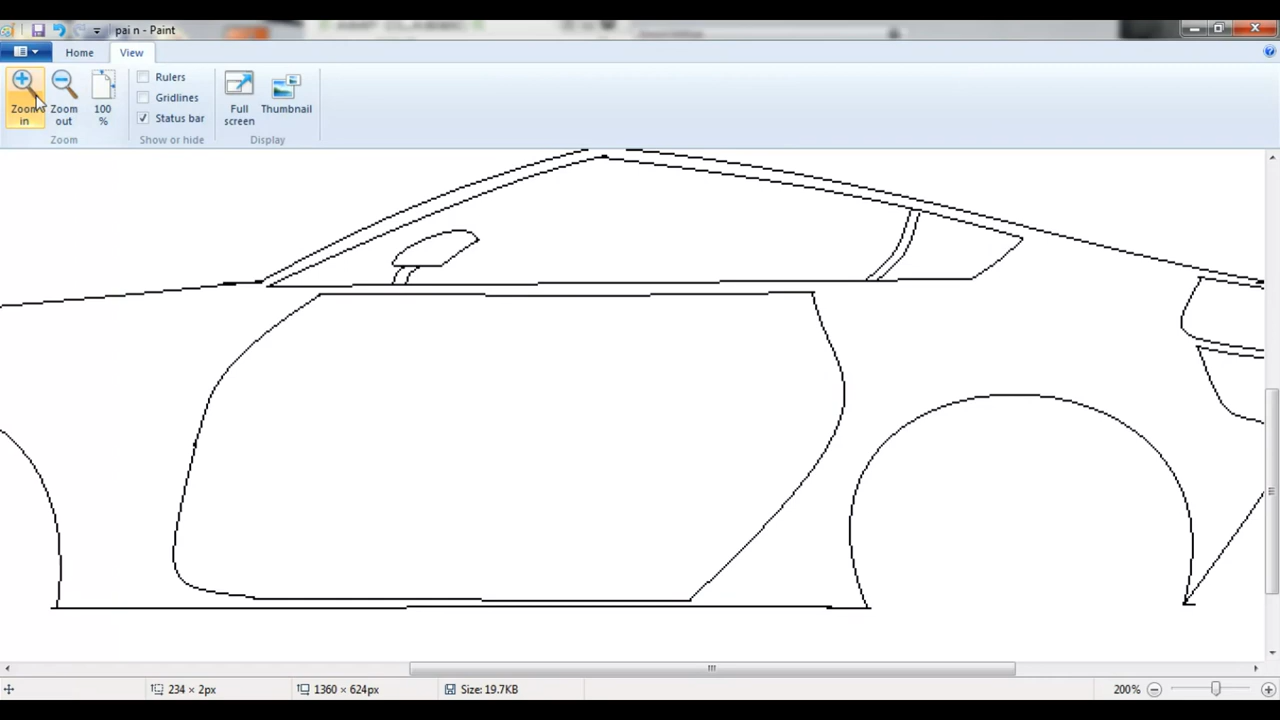 pai n - Paint
Home View
Zoom in
Zoom out
100 %
Rulers
Gridlines
Status bar
Full screen
Thumbnail
Zoom
Show or hide
Display
234 × 2px
1360 × 624px
Size: 19.7KB
200%